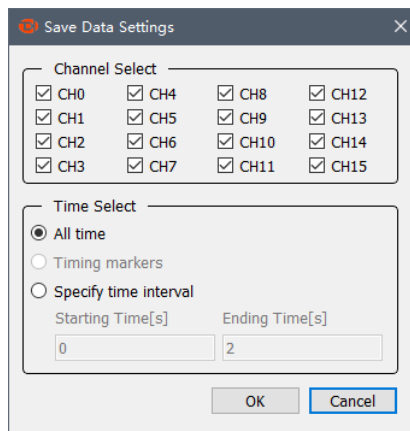 Save Data Settings
Channel Select
CH0 CH4 CH8 CH12
CH1 CH5 CH9 CH13
CH2 CH6 CH10 CH14
CH3 CH7 CH11 CH15
Time Select
All time
Timing markers
Specify time interval
Starting Time[s] Ending Time[s]
0 2
OK Cancel